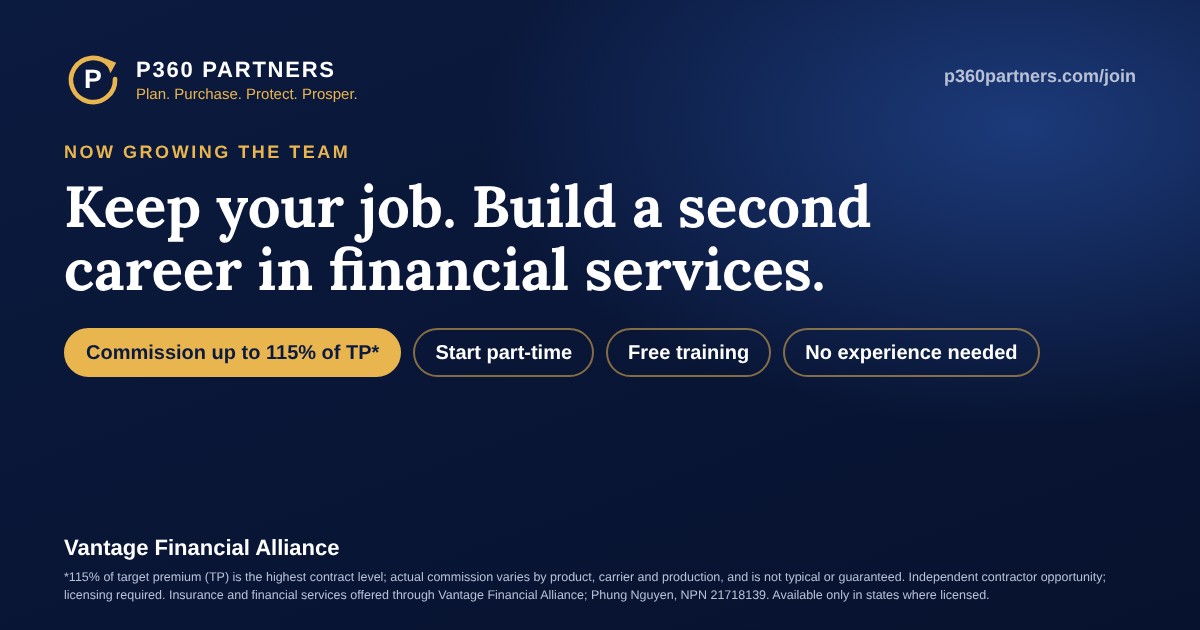 P
P360 PARTNERS
Plan. Purchase. Protect. Prosper.
p360partners.com/join
NOW GROWING THE TEAM
Keep your job. Build a second
career in financial services.
Commission up to 115% of TP*
Start part-time
Free training
No experience needed
Vantage Financial Alliance
*115% of target premium (TP) is the highest contract level; actual commission varies by product, carrier and production, and is not typical or guaranteed. Independent contractor opportunity;
licensing required. Insurance and financial services offered through Vantage Financial Alliance; Phung Nguyen, NPN 21718139. Available only in states where licensed.